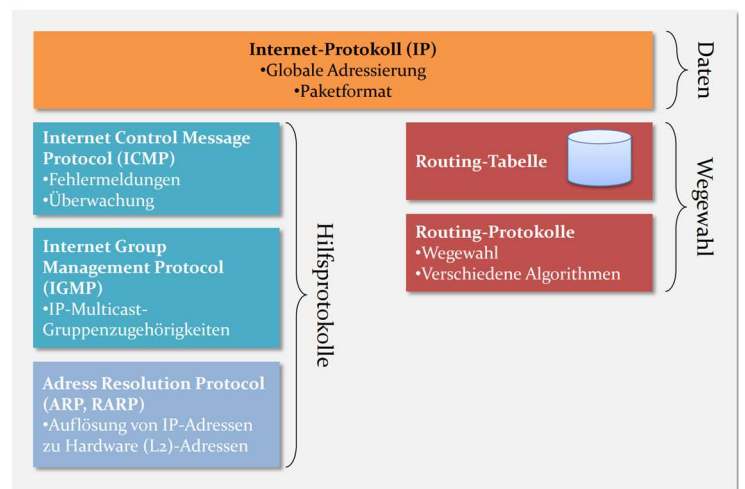 Internet-Protokoll (IP)
•Globale Adressierung
•Paketformat
Daten
Internet Control Message
Protocol (ICMP)
•Fehlermeldungen
•Überwachung
Internet Group
Management Protocol
(IGMP)
•IP-Multicast-
Gruppenzugehörigkeiten
Adress Resolution Protocol
(ARP, RARP)
•Auflösung von IP-Adressen
zu Hardware (L2)-Adressen
Hilfsprotokolle
Routing-Tabelle
Routing-Protokolle
•Wegewahl
•Verschiedene Algorithmen
Wegewahl